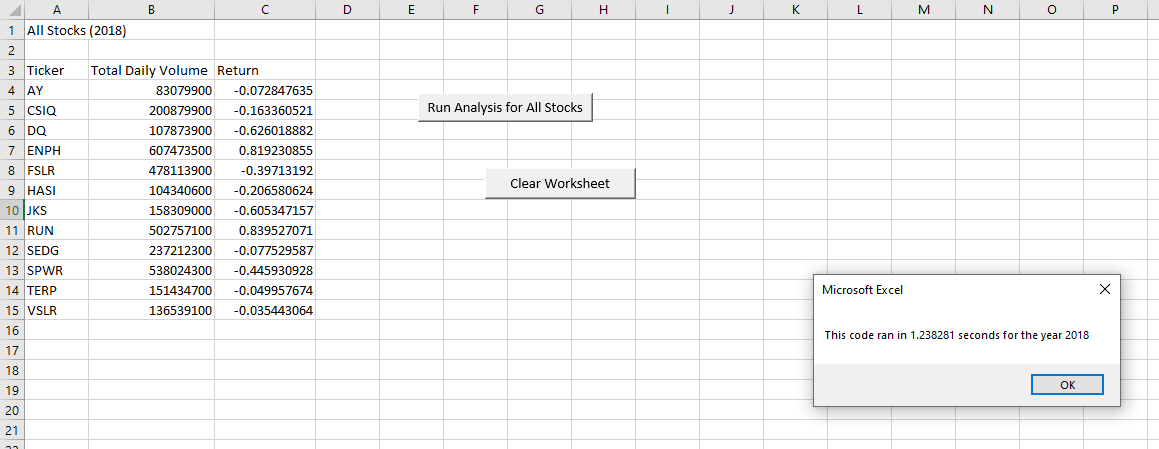 A B C D E F G H I J K L M N O P
1 All Stocks (2018)
2
3 Ticker Total Daily Volume Return
4 AY 83079900 -0.072847635
5 CSIQ 200879900 -0.163360521
6 DQ 107873900 -0.626018882
7 ENPH 607473500 0.819230855
8 FSLR 478113900 -0.39713192
9 HASI 104340600 -0.206580624
10 JKS 158309000 -0.605347157
11 RUN 502757100 0.839527071
12 SEDG 237212300 -0.077529587
13 SPWR 538024300 -0.445930928
14 TERP 151434700 -0.049957674
15 VSLR 136539100 -0.035443064
16
17
18
19
20
21
Run Analysis for All Stocks
Clear Worksheet
Microsoft Excel
This code ran in 1.238281 seconds for the year 2018
OK